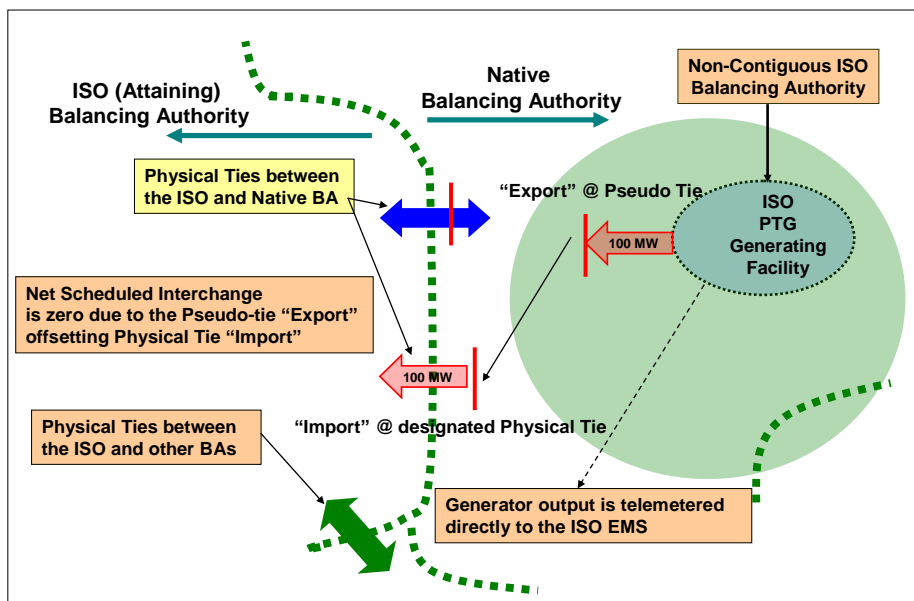 ISO (Attaining)
Balancing Authority
Native
Balancing Authority
Non-Contiguous ISO
Balancing Authority
Physical Ties between
the ISO and Native BA
“Export” @ Pseudo Tie
ISO
PTG
Generating
Facility
100 MW
Net Scheduled Interchange
is zero due to the Pseudo-tie “Export”
offsetting Physical Tie “Import”
100 MW
“Import” @ designated Physical Tie
Physical Ties between
the ISO and other BAs
Generator output is telemetered
directly to the ISO EMS